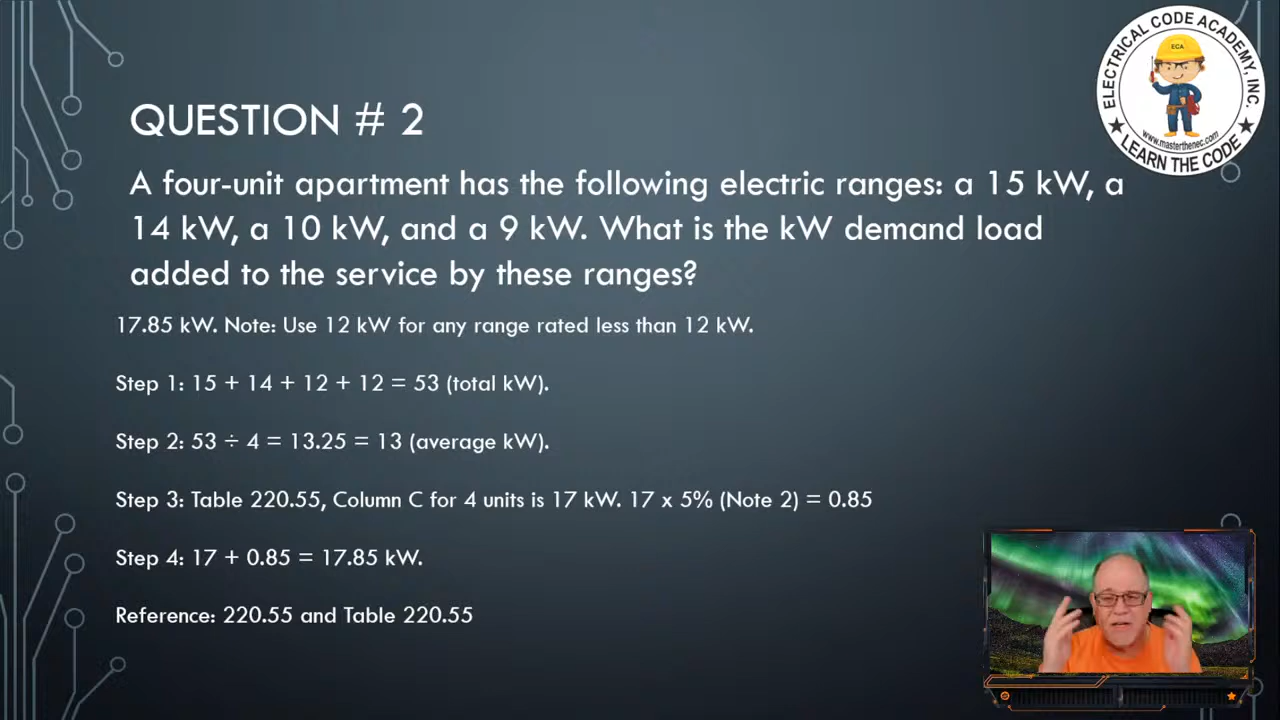 QUESTION # 2
A four-unit apartment has the following electric ranges: a 15 kW, a
14 kW, a 10 kW, and a 9 kW. What is the kW demand load
added to the service by these ranges?
17.85 kW. Note: Use 12 kW for any range rated less than 12 kW.
Step 1: 15 + 14 + 12 + 12 = 53 (total kW).
Step 2: 53 ÷ 4 = 13.25 = 13 (average kW).
Step 3: Table 220.55, Column C for 4 units is 17 kW. 17 x 5% (Note 2) = 0.85
Step 4: 17 + 0.85 = 17.85 kW.
Reference: 220.55 and Table 220.55
ELECTRICAL CODE ACADEMY, INC.
ECA
www.masterthenec.com
LEARN THE CODE